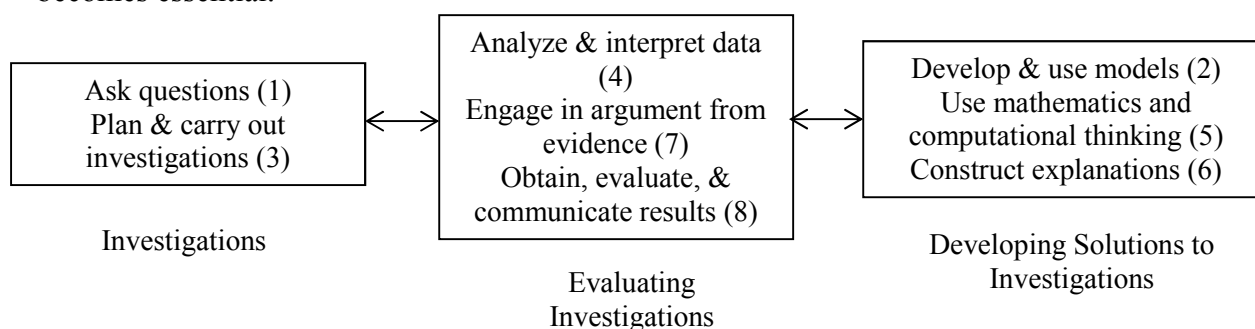 becomes essential.
Ask questions (1)
Plan & carry out
investigations (3)
Investigations
Analyze & interpret data
(4)
Engage in argument from
evidence (7)
Obtain, evaluate, &
communicate results (8)
Evaluating
Investigations
Develop & use models (2)
Use mathematics and
computational thinking (5)
Construct explanations (6)
Developing Solutions to
Investigations